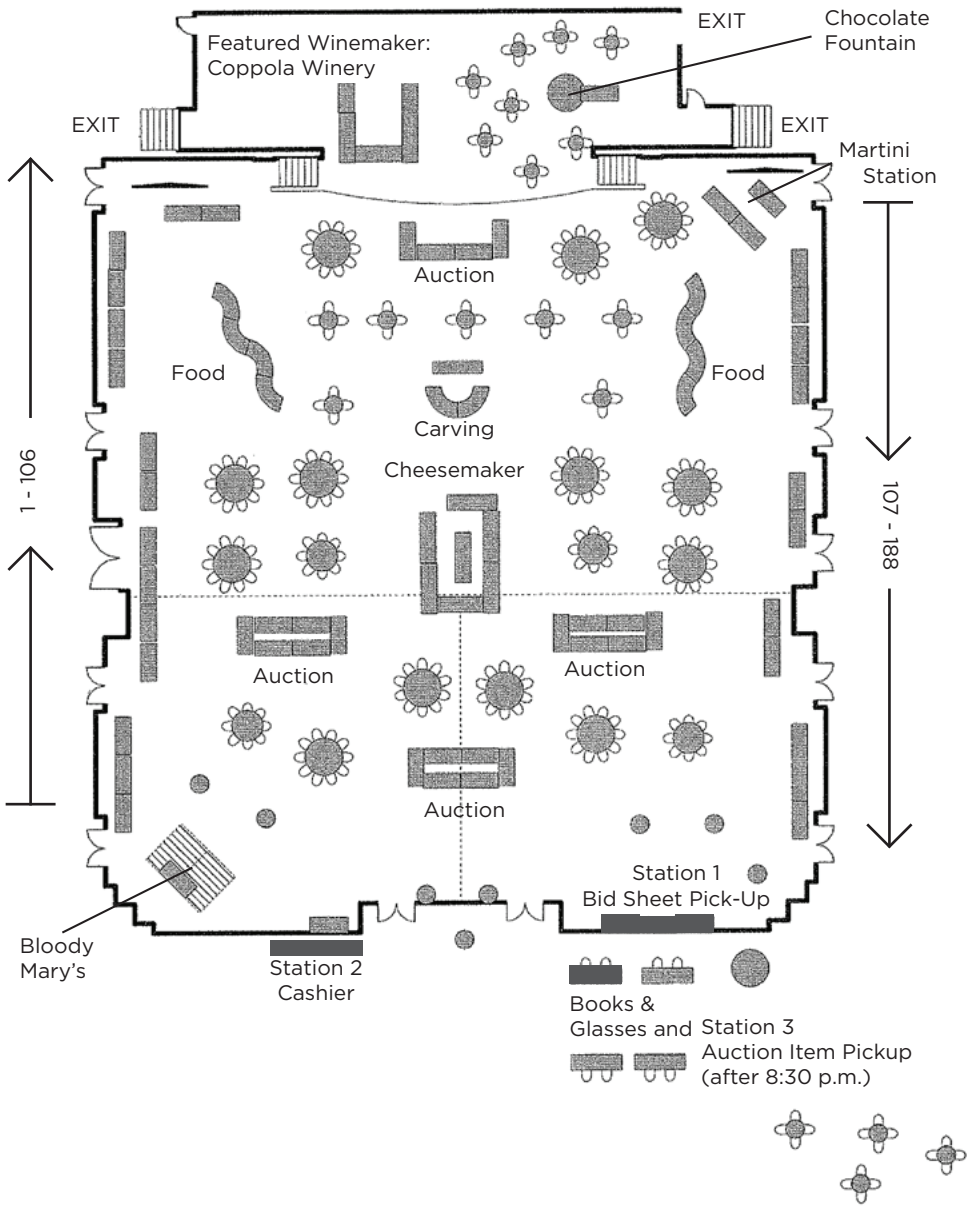 EXIT
Chocolate
Fountain
Featured Winemaker:
Coppola Winery
EXIT
EXIT
Martini
Station
Auction
Food
Food
Carving
Cheesemaker
1 - 106
107 - 188
Auction
Auction
Auction
Station 1
Bid Sheet Pick-Up
Bloody
Mary's
Station 2
Cashier
Books &
Glasses and
Station 3
Auction Item Pickup
(after 8:30 p.m.)